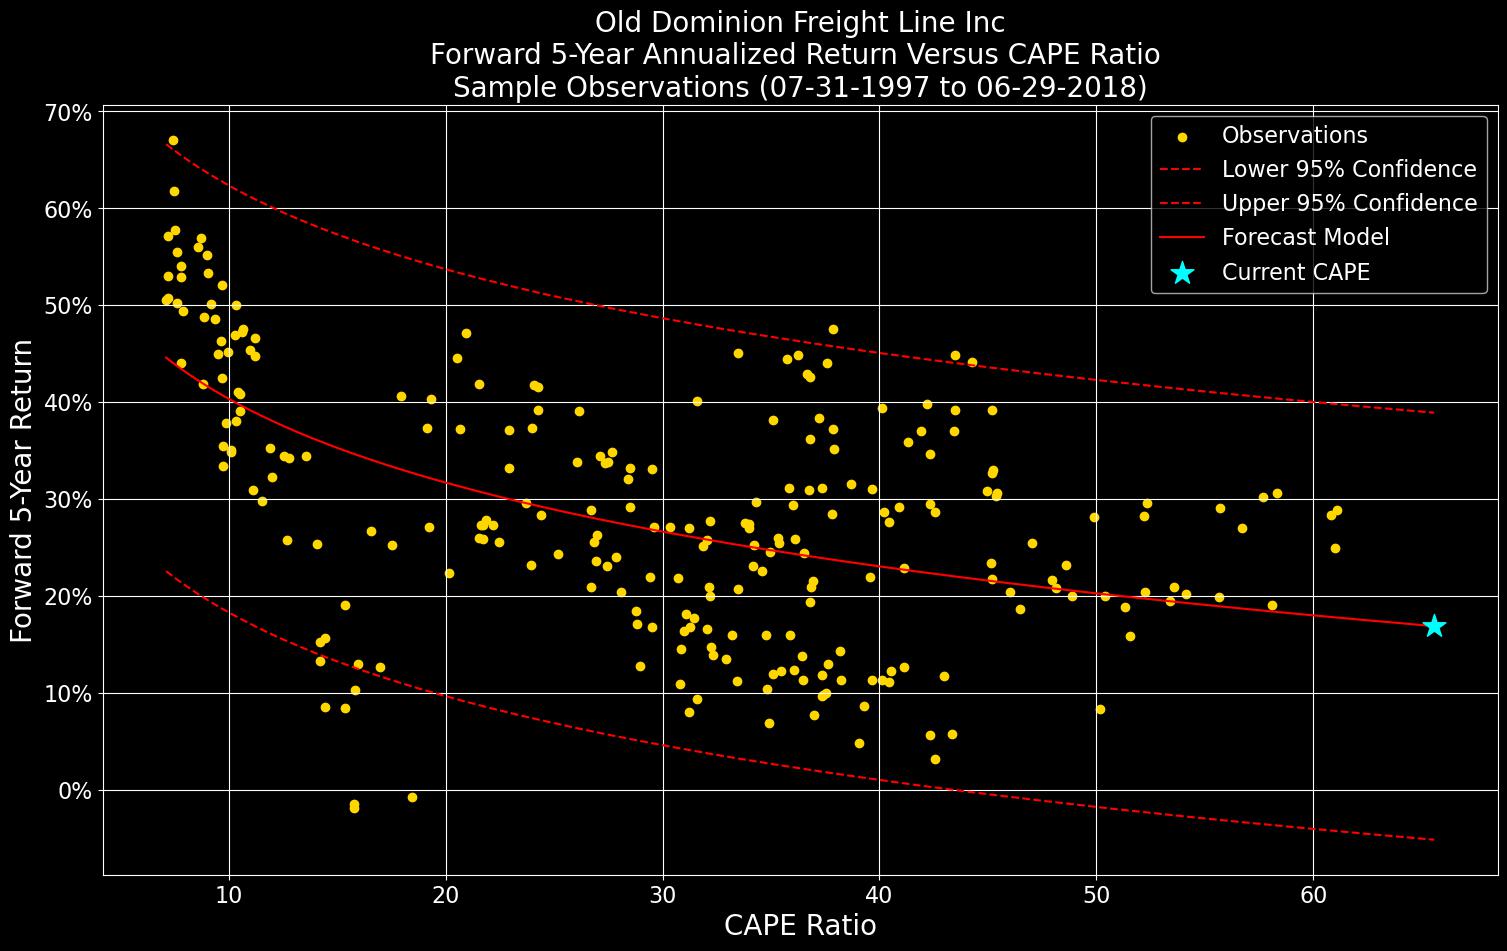 Old Dominion Freight Line Inc
Forward 5-Year Annualized Return Versus CAPE Ratio
Sample Observations (07-31-1997 to 06-29-2018)
70%
60%
50%
40%
30%
20%
10%
0%
Forward 5-Year Return
Observations
Lower 95% Confidence
Upper 95% Confidence
Forecast Model
Current CAPE
10 20 30 40 50 60
CAPE Ratio